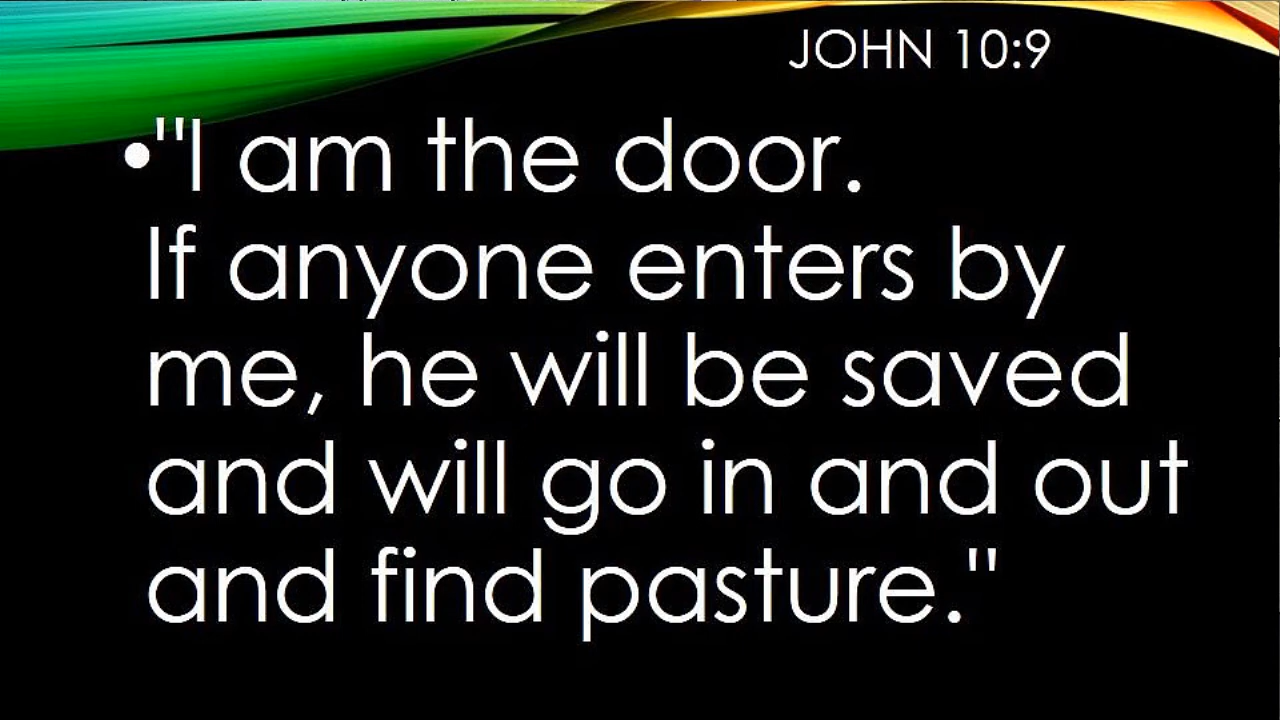 JOHN 10:9
•"I am the door.
If anyone enters by
me, he will be saved
and will go in and out
and find pasture."